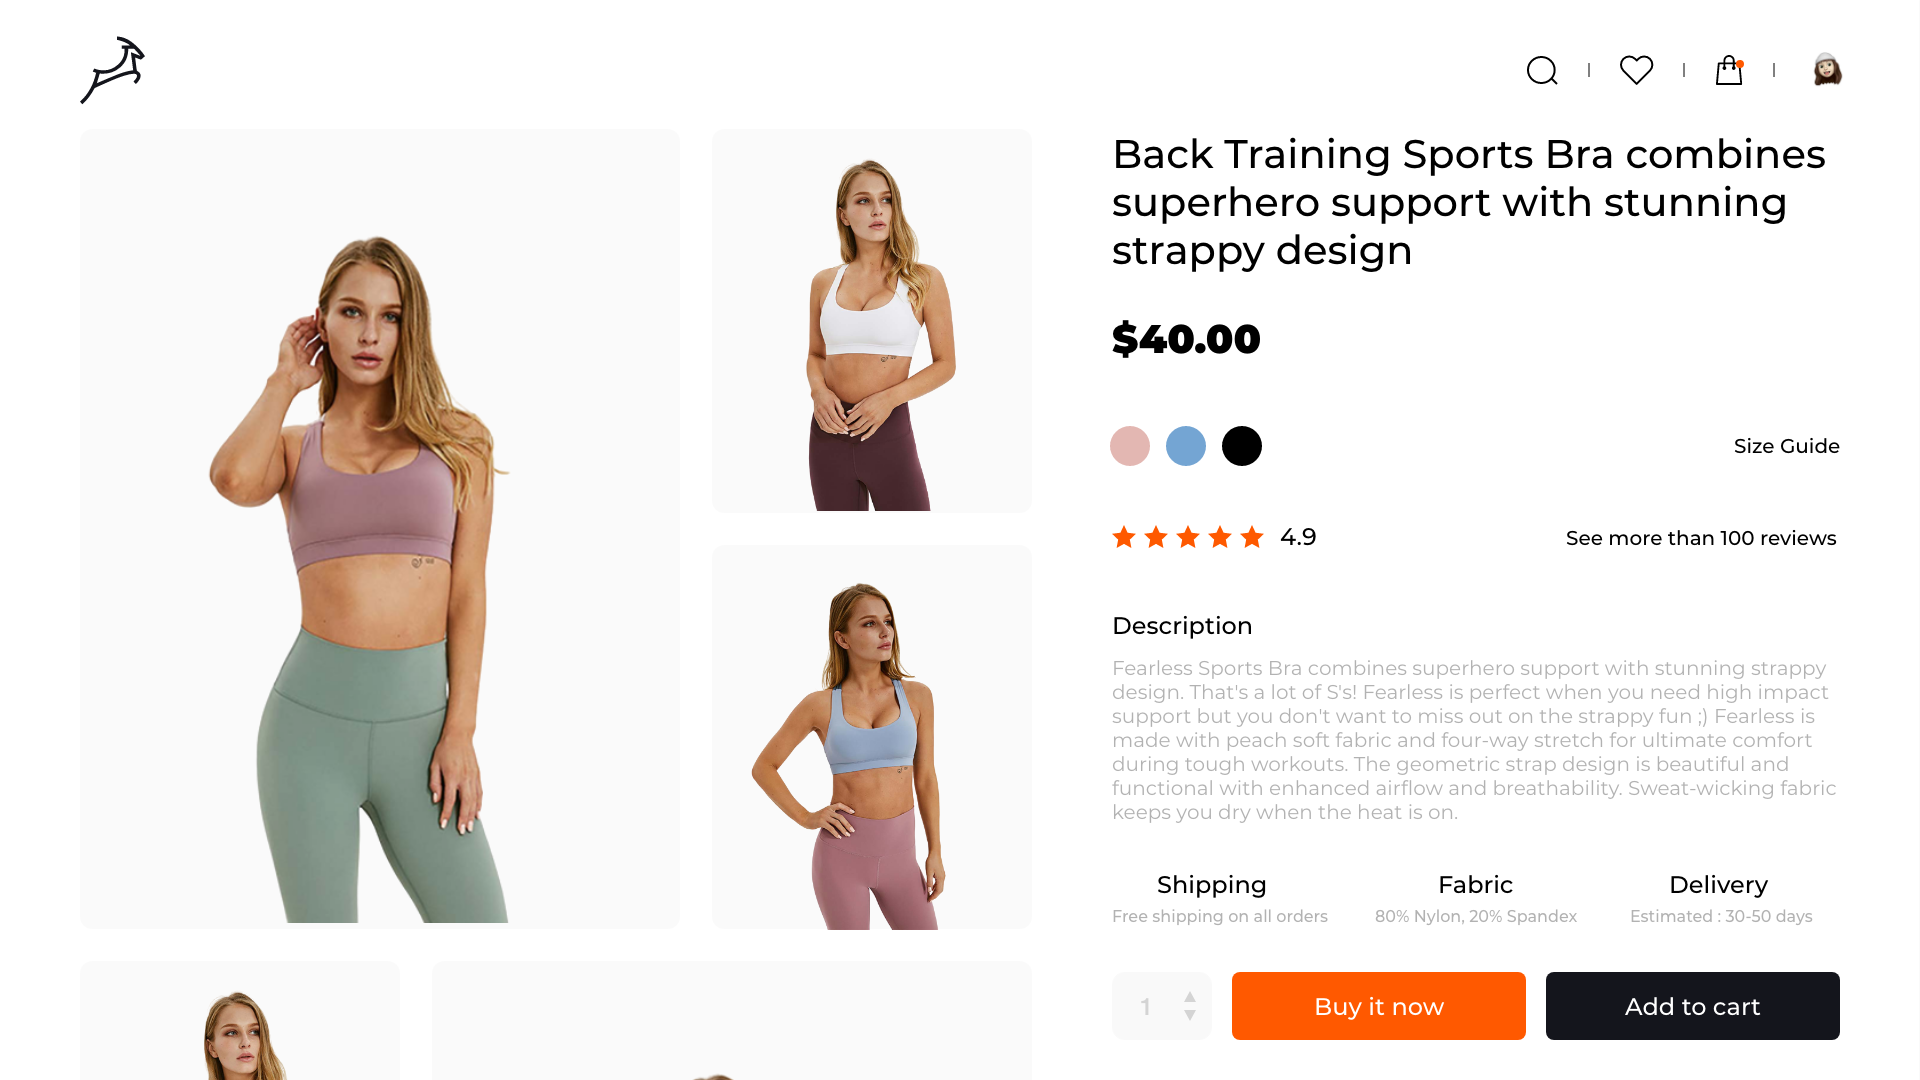 Back Training Sports Bra combines
superhero support with stunning
strappy design
$40.00
Size Guide
4.9
See more than 100 reviews
Description
Fearless Sports Bra combines superhero support with stunning strappy
design. That's a lot of S's! Fearless is perfect when you need high impact
support but you don't want to miss out on the strappy fun ;) Fearless is
made with peach soft fabric and four-way stretch for ultimate comfort
during tough workouts. The geometric strap design is beautiful and
functional with enhanced airflow and breathability. Sweat-wicking fabric
keeps you dry when the heat is on.
Shipping
Free shipping on all orders
Fabric
80% Nylon, 20% Spandex
Delivery
Estimated : 30-50 days
1
Buy it now
Add to cart